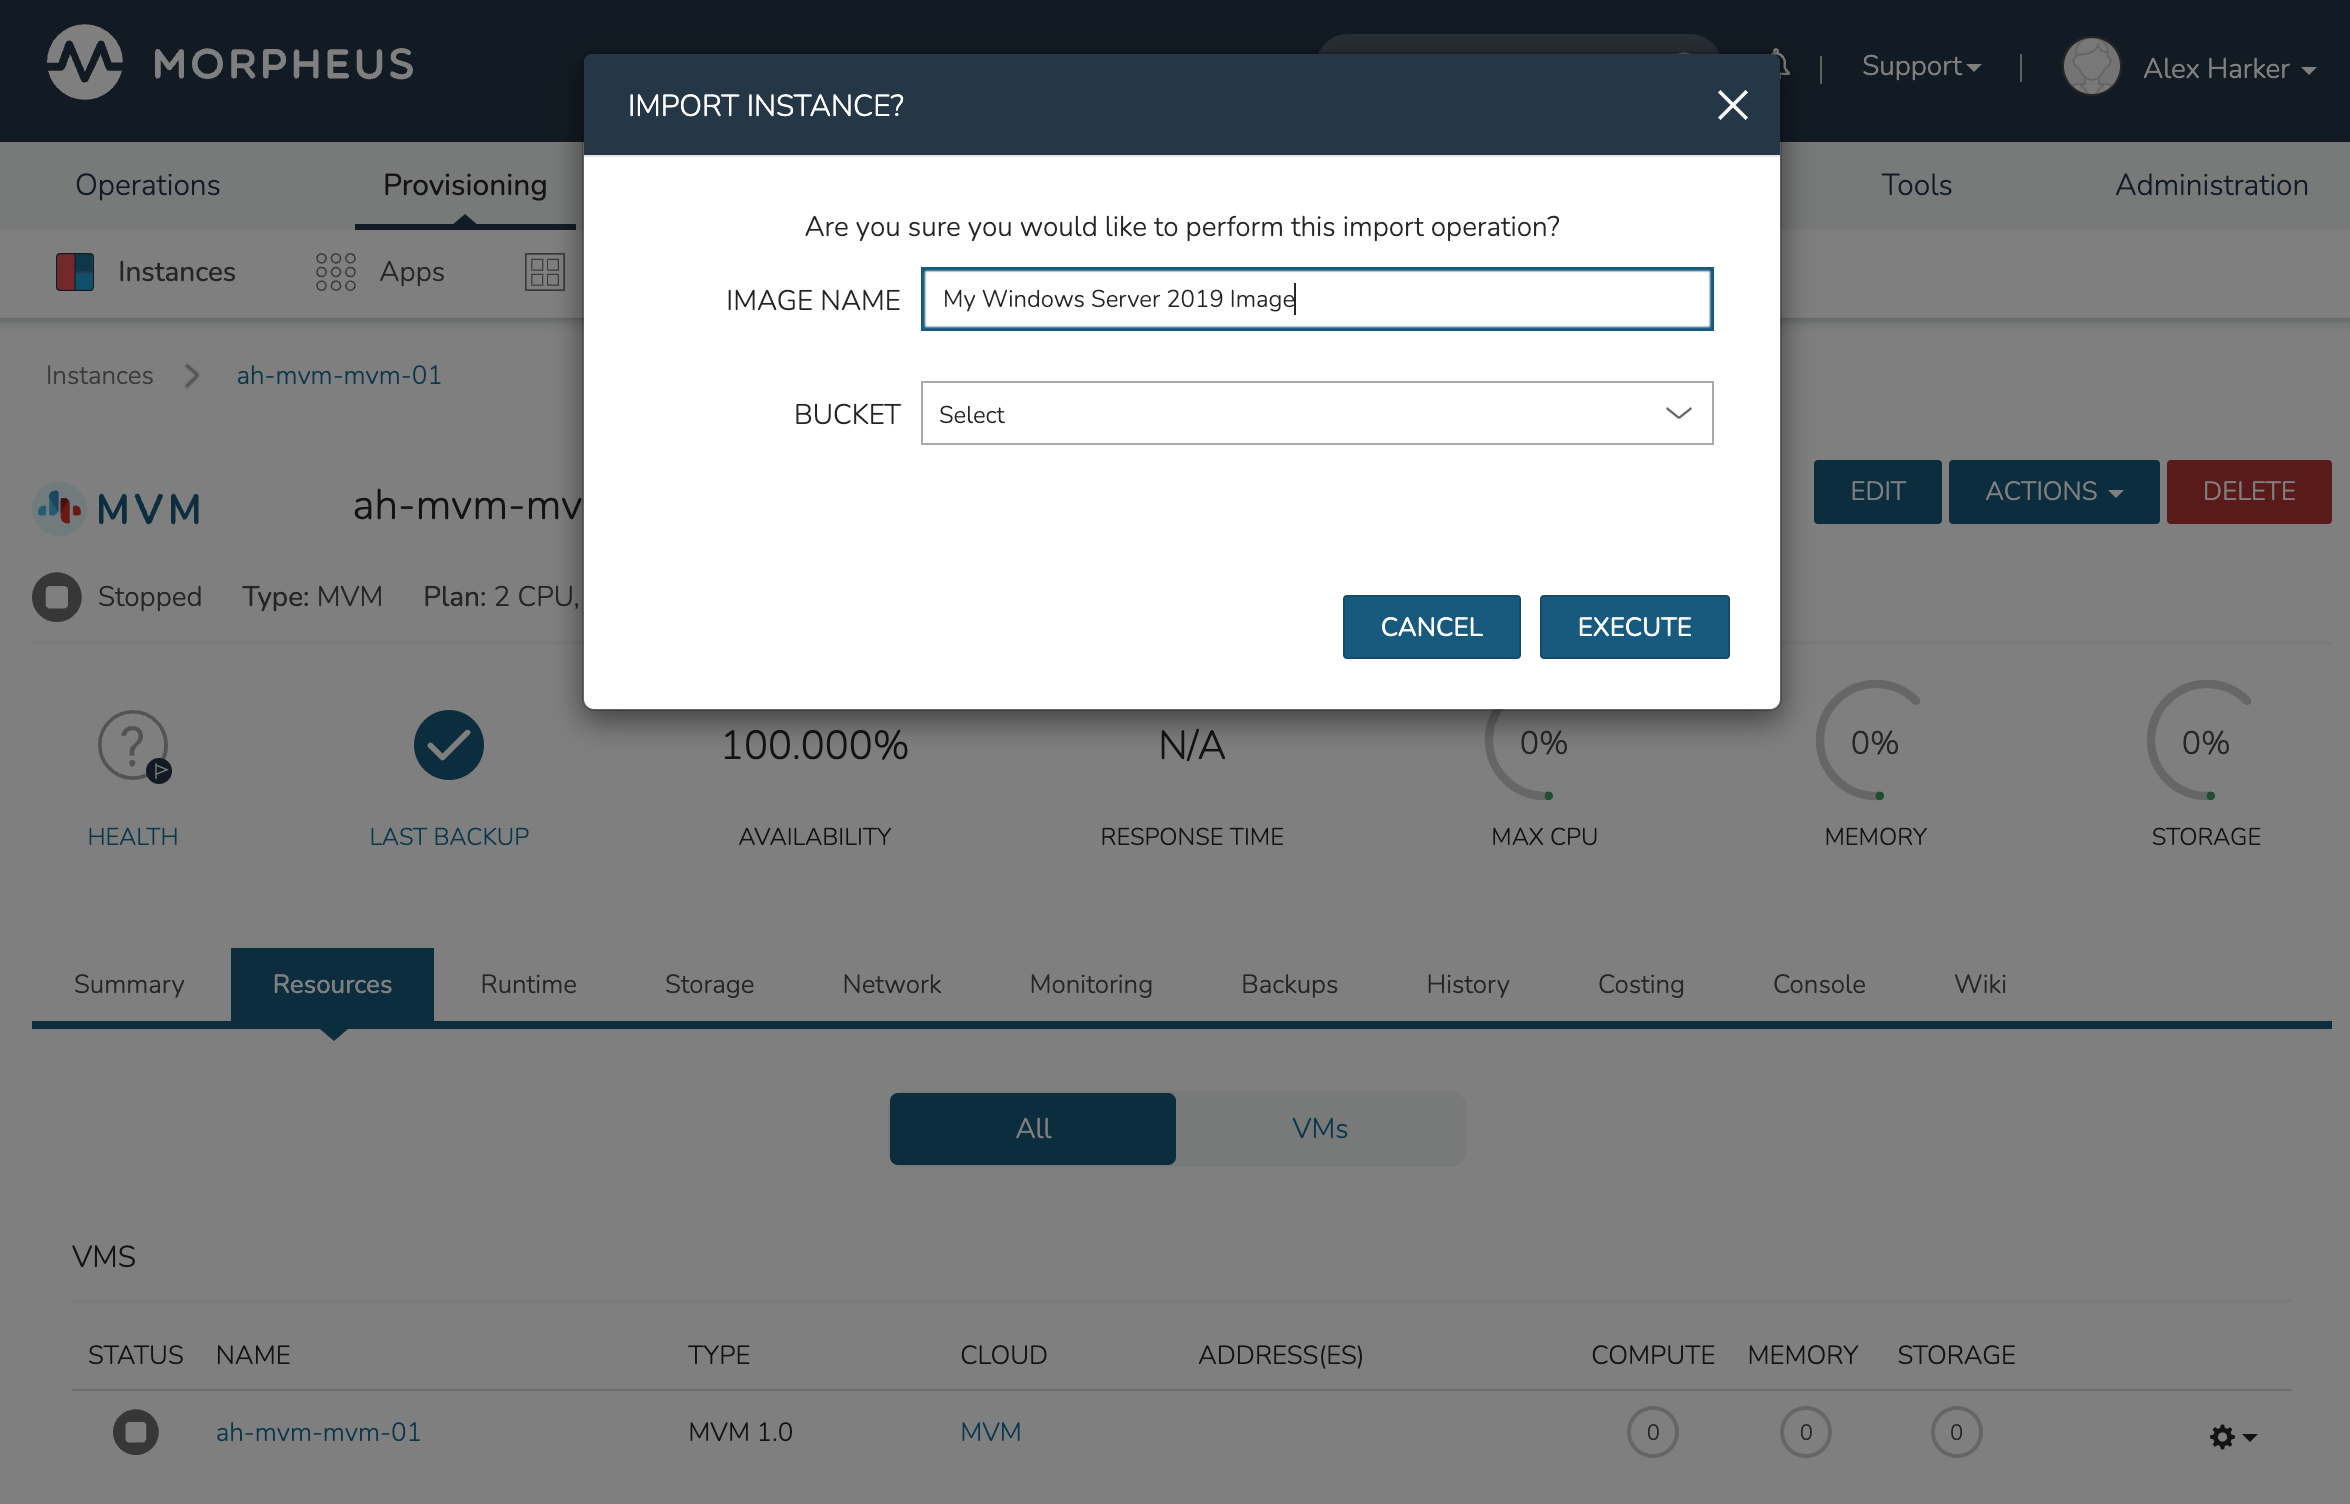 MORPHEUS
Support
Alex Harker
IMPORT INSTANCE?
Operations
Provisioning
Tools
Administration
Are you sure you would like to perform this import operation?
Instances
Apps
IMAGE NAME
My Windows Server 2019 Image
Instances
ah-mvm-mvm-01
BUCKET
Select
MVM
ah-mvm-mv
EDIT
ACTIONS
DELETE
Stopped
Type: MVM
Plan: 2 CPU,
CANCEL
EXECUTE
100.000%
N/A
0%
0%
0%
HEALTH
LAST BACKUP
AVAILABILITY
RESPONSE TIME
MAX CPU
MEMORY
STORAGE
Summary
Resources
Runtime
Storage
Network
Monitoring
Backups
History
Costing
Console
Wiki
All
VMs
VMS
STATUS
NAME
TYPE
CLOUD
ADDRESS(ES)
COMPUTE
MEMORY
STORAGE
ah-mvm-mvm-01
MVM 1.0
MVM
0
0
0